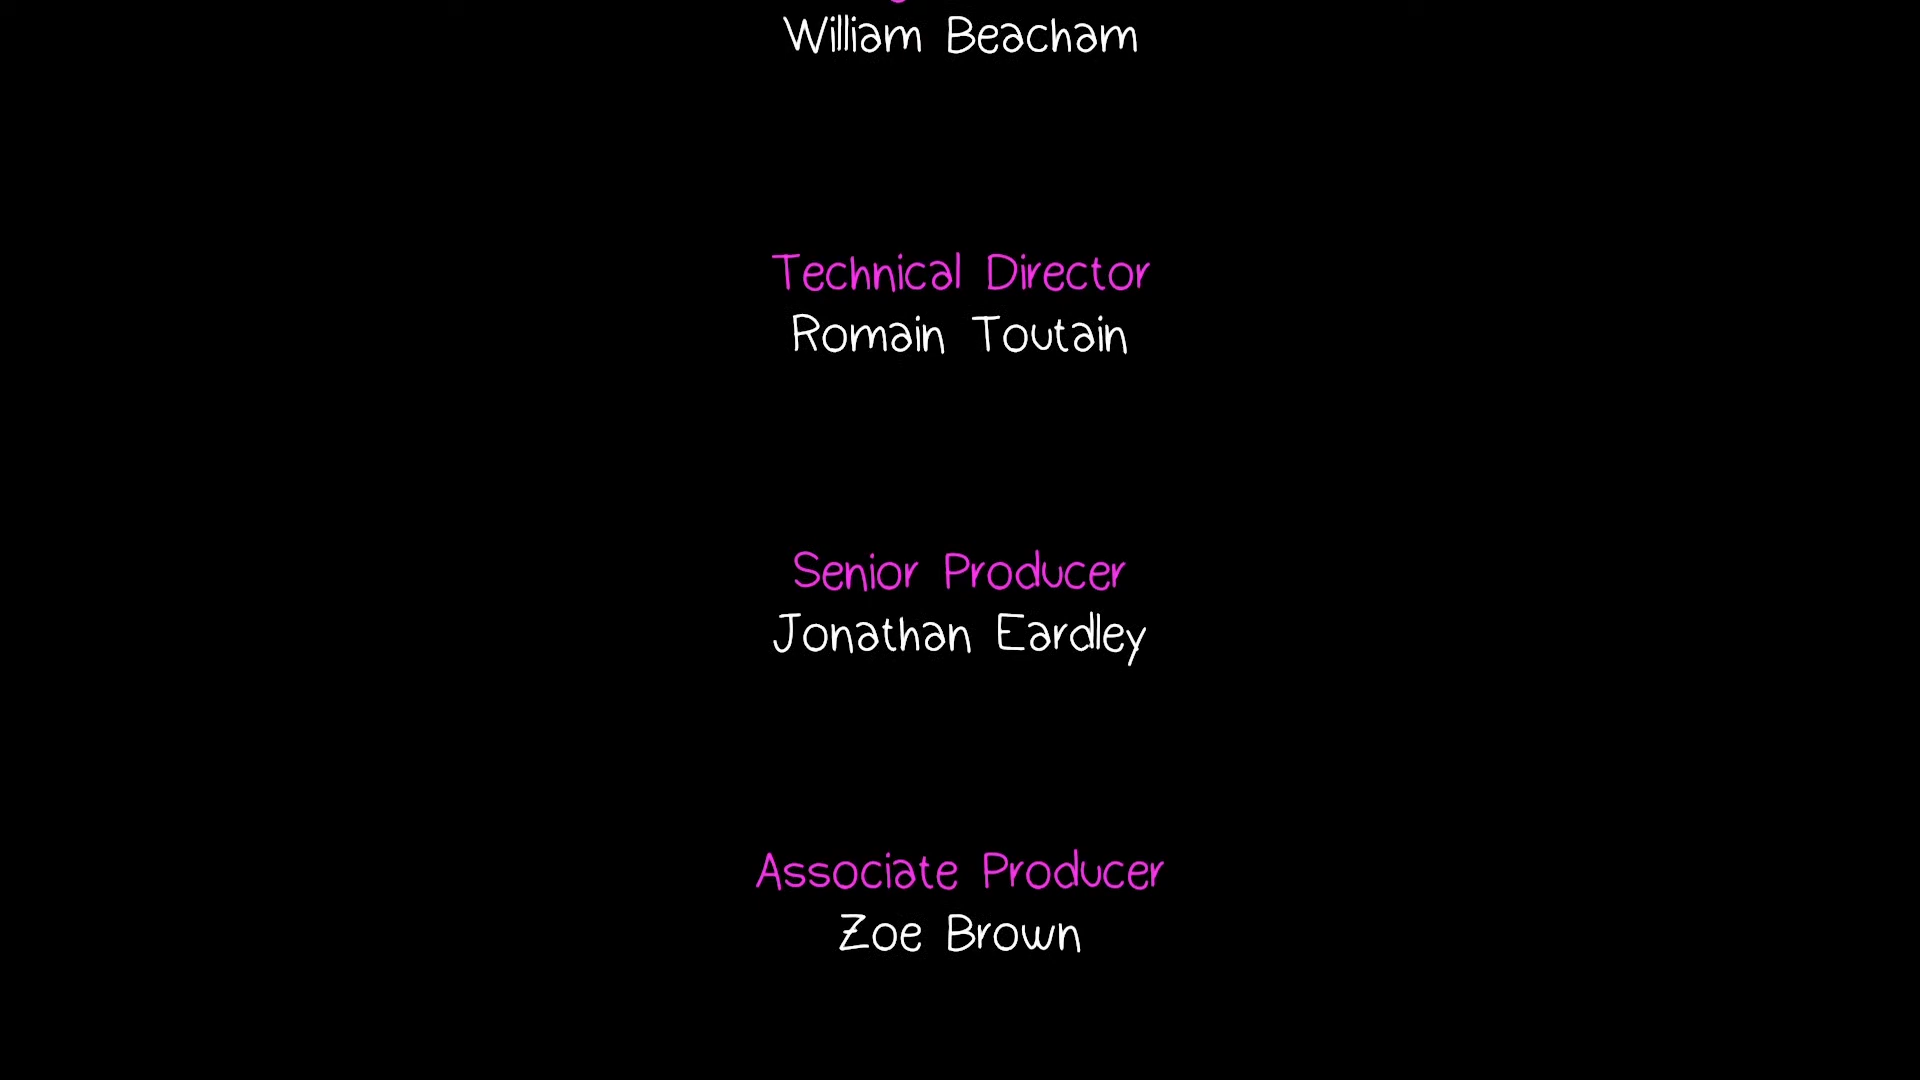 William Beacham
Technical Director
Romain Toutain
Senior Producer
Jonathan Eardley
Associate Producer
Zoe Brown